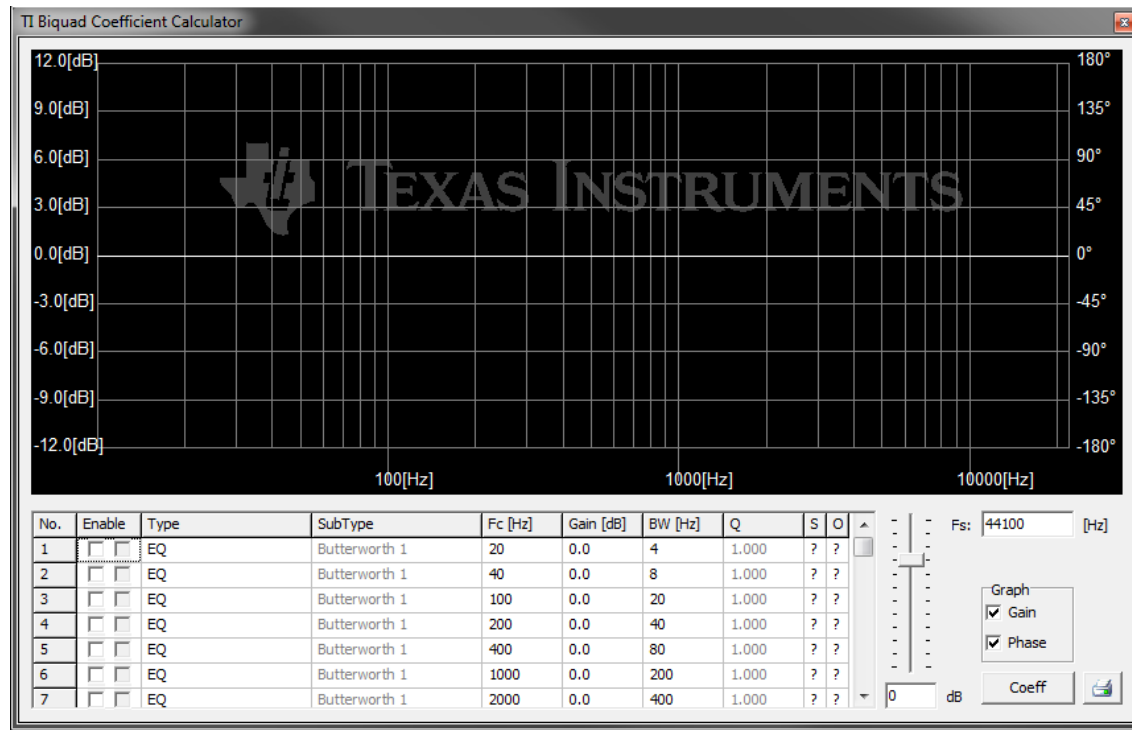 TI Biquad Coefficient Calculator
12.0[dB] 180°
9.0[dB] 135°
6.0[dB] 90°
TEXAS INSTRUMENTS
3.0[dB] 45°
0.0[dB] 0°
-3.0[dB] -45°
-6.0[dB] -90°
-9.0[dB] -135°
-12.0[dB] -180°
100[Hz] 1000[Hz] 10000[Hz]
No. Enable Type SubType Fc [Hz] Gain [dB] BW [Hz] Q S O
1 EQ Butterworth 1 20 0.0 4 1.000 ? ?
2 EQ Butterworth 1 40 0.0 8 1.000 ? ?
3 EQ Butterworth 1 100 0.0 20 1.000 ? ?
4 EQ Butterworth 1 200 0.0 40 1.000 ? ?
5 EQ Butterworth 1 400 0.0 80 1.000 ? ?
6 EQ Butterworth 1 1000 0.0 200 1.000 ? ?
7 EQ Butterworth 1 2000 0.0 400 1.000 ? ?
0 dB
Fs: 44100 [Hz]
Graph
Gain
Phase
Coeff